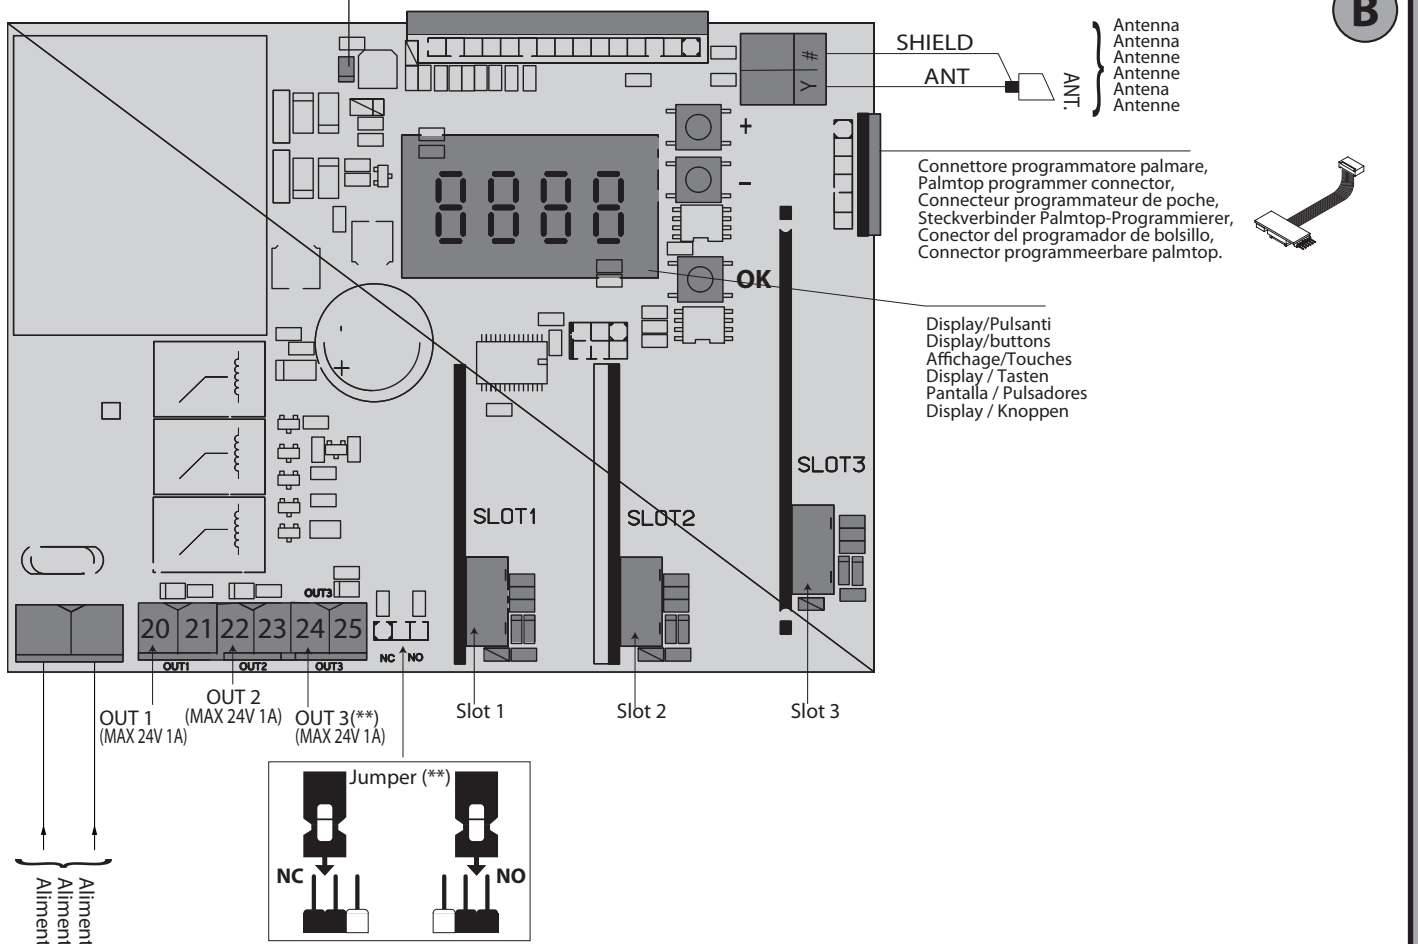 B
SHIELD
ANT
ANT.
Antenna
Antenna
Antenne
Antenne
Antena
Antenne
#
Y
+
-
OK
Connettore programmatore palmare,
Palmtop programmer connector,
Connecteur programmateur de poche,
Steckverbinder Palmtop-Programmierer,
Conector del programador de bolsillo,
Connector programmeerbare palmtop.
8888
Display/Pulsanti
Display/buttons
Affichage/Touches
Display / Tasten
Pantalla / Pulsadores
Display / Knoppen
-
+
SLOT1
SLOT2
SLOT3
OUT3
20 21 22 23 24 25
OUT1 OUT2 OUT3
NC NO
OUT 1
(MAX 24V 1A)
OUT 2
(MAX 24V 1A)
OUT 3(**)
(MAX 24V 1A)
Slot 1
Slot 2
Slot 3
Jumper (**)
NC
NO
Aliment
Aliment
Aliment